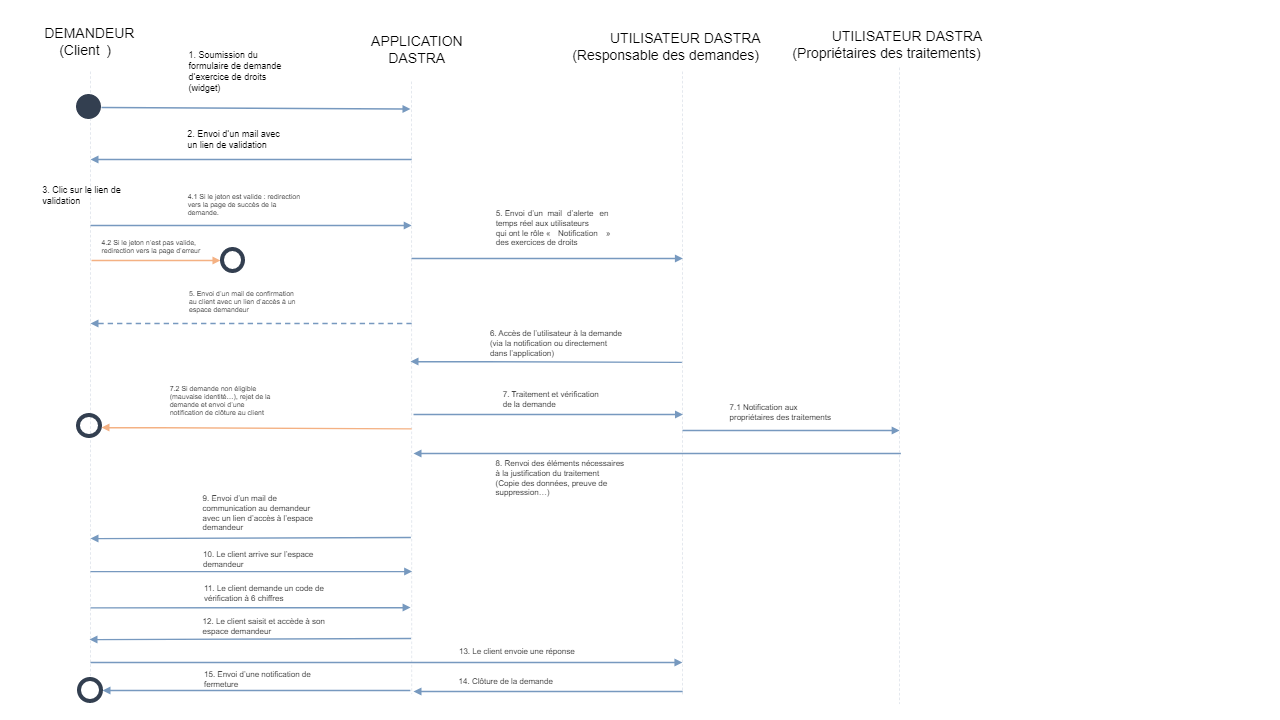 DEMANDEUR
(Client )
APPLICATION
DASTRA
UTILISATEUR DASTRA
(Responsable des demandes)
UTILISATEUR DASTRA
(Propriétaires des traitements)
1. Soumission du
formulaire de demande
d'exercice de droits
(widget)
2. Envoi d'un mail avec
un lien de validation
3. Clic sur le lien de
validation
4.1 Si le jeton est valide : redirection
vers la page de succès de la
demande.
4.2 Si le jeton n'est pas valide,
redirection vers la page d'erreur
5. Envoi d'un mail d'alerte en
temps réel aux utilisateurs
qui ont le rôle « Notification »
des exercices de droits
5. Envoi d'un mail de confirmation
au client avec un lien d'accès à un
espace demandeur
6. Accès de l'utilisateur à la demande
(via la notification ou directement
dans l'application)
7.2 Si demande non éligible
(mauvaise identité...), rejet de la
demande et envoi d'une
notification de clôture au client
7. Traitement et vérification
de la demande
7.1 Notification aux
propriétaires des traitements
8. Renvoi des éléments nécessaires
à la justification du traitement
(Copie des données, preuve de
suppression...)
9. Envoi d'un mail de
communication au demandeur
avec un lien d'accès à l'espace
demandeur
10. Le client arrive sur l'espace
demandeur
11. Le client demande un code de
vérification à 6 chiffres
12. Le client saisit et accède à son
espace demandeur
13. Le client envoie une réponse
15. Envoi d'une notification de
fermeture
14. Clôture de la demande